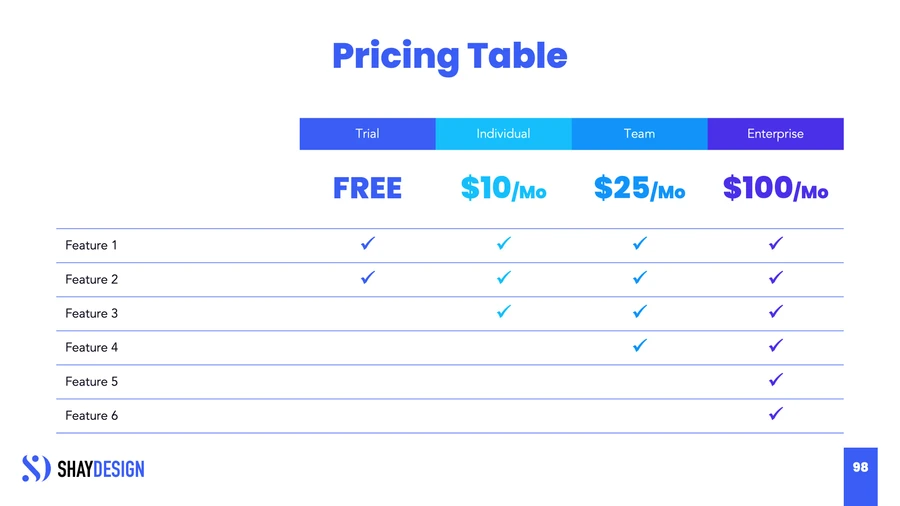 Pricing Table
Trial Individual Team Enterprise
FREE $10/Mo $25/Mo $100/Mo
Feature 1 ✓ ✓ ✓ ✓
Feature 2 ✓ ✓ ✓ ✓
Feature 3 ✓ ✓ ✓
Feature 4 ✓ ✓
Feature 5 ✓
Feature 6 ✓
SHAYDESIGN
98